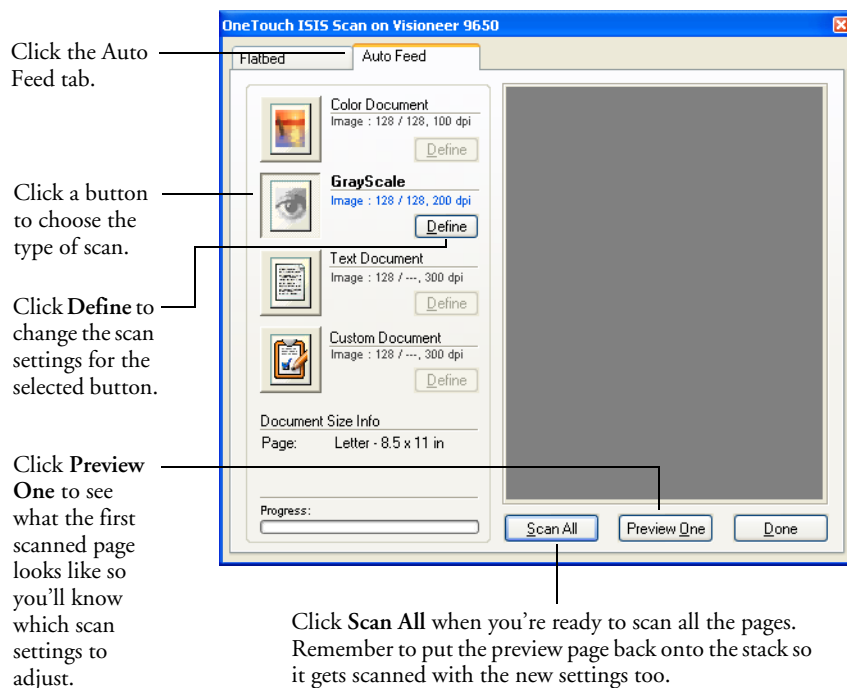 OneTouch ISIS Scan on Visioneer 9650
Click the Auto
Feed tab.
Flatbed
Auto Feed
Color Document
Image : 128 / 128, 100 dpi
Define
Click a button
to choose the
type of scan.
GrayScale
Image : 128 / 128, 200 dpi
Define
Text Document
Image : 128 / ---, 300 dpi
Define
Click Define to
change the scan
settings for the
selected button.
Custom Document
Image : 128 / ---, 300 dpi
Define
Document Size Info
Page: Letter - 8.5 x 11 in
Click Preview
One to see
what the first
scanned page
looks like so
you'll know
which scan
settings to
adjust.
Progress:
Scan All
Preview One
Done
Click Scan All when you're ready to scan all the pages.
Remember to put the preview page back onto the stack so
it gets scanned with the new settings too.